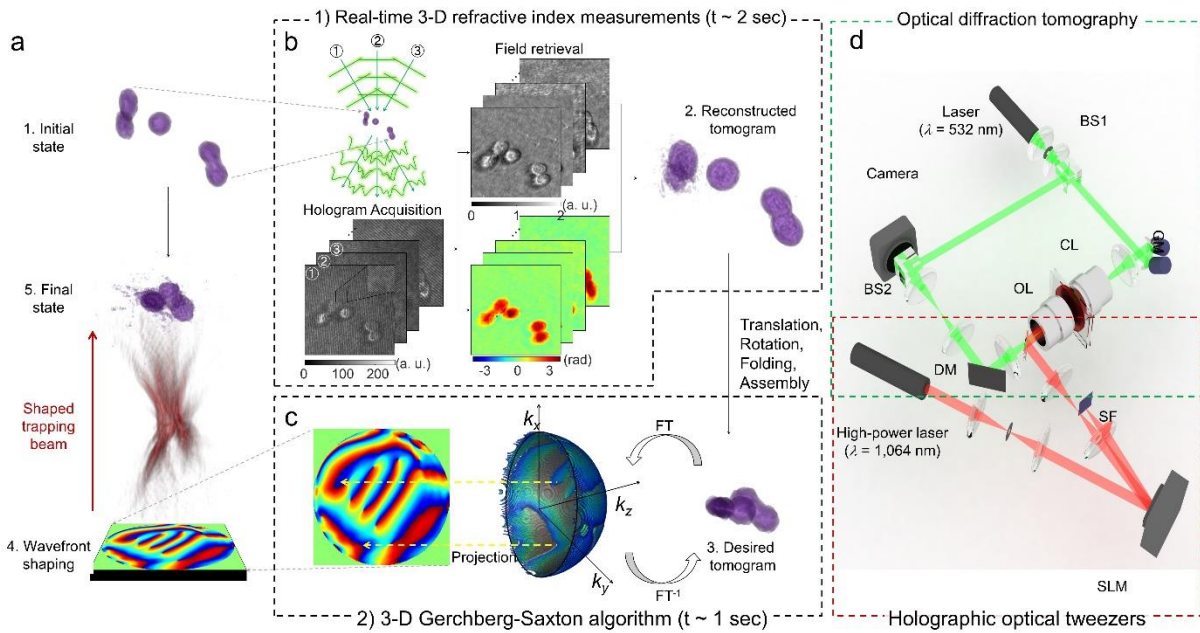 a
1. Initial
state
5. Final
state
Shaped
trapping
beam
4. Wavefront
shaping
1) Real-time 3-D refractive index measurements (t ~ 2 sec)
b
①
②
③
Field retrieval
0 1 2 (a. u.)
Hologram Acquisition
①
②
③
0 100 200 (a. u.)
-3 0 3 (rad)
2. Reconstructed
tomogram
Translation,
Rotation,
Folding,
Assembly
c
Projection
kx
kz
ky
FT
FT-1
3. Desired
tomogram
2) 3-D Gerchberg-Saxton algorithm (t ~ 1 sec)
Optical diffraction tomography
d
Laser
(λ = 532 nm)
BS1
Camera
CL
GM
BS2
OL
DM
SF
High-power laser
(λ = 1,064 nm)
SLM
Holographic optical tweezers